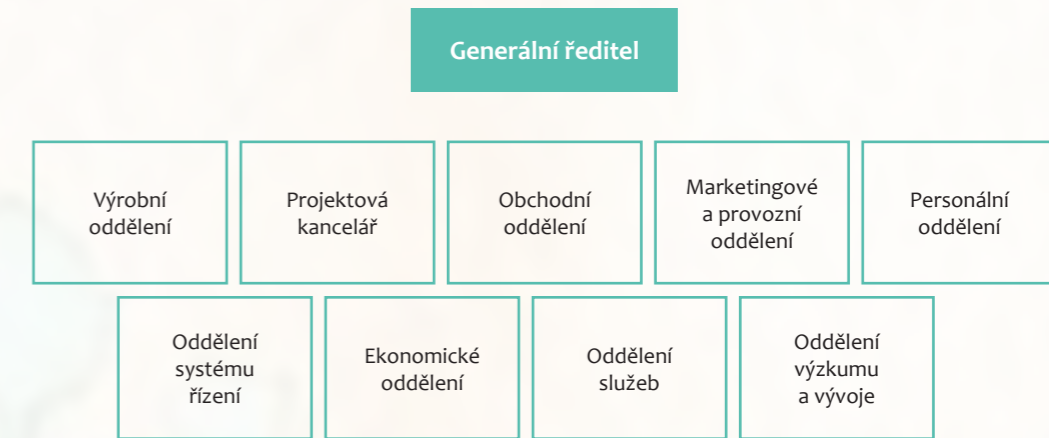 Generální ředitel
Výrobní
oddělení
Projektová
kancelář
Obchodní
oddělení
Marketingové
a provozní
oddělení
Personální
oddělení
Oddělení
systému
řízení
Ekonomické
oddělení
Oddělení
služeb
Oddělení
výzkumu
a vývoje